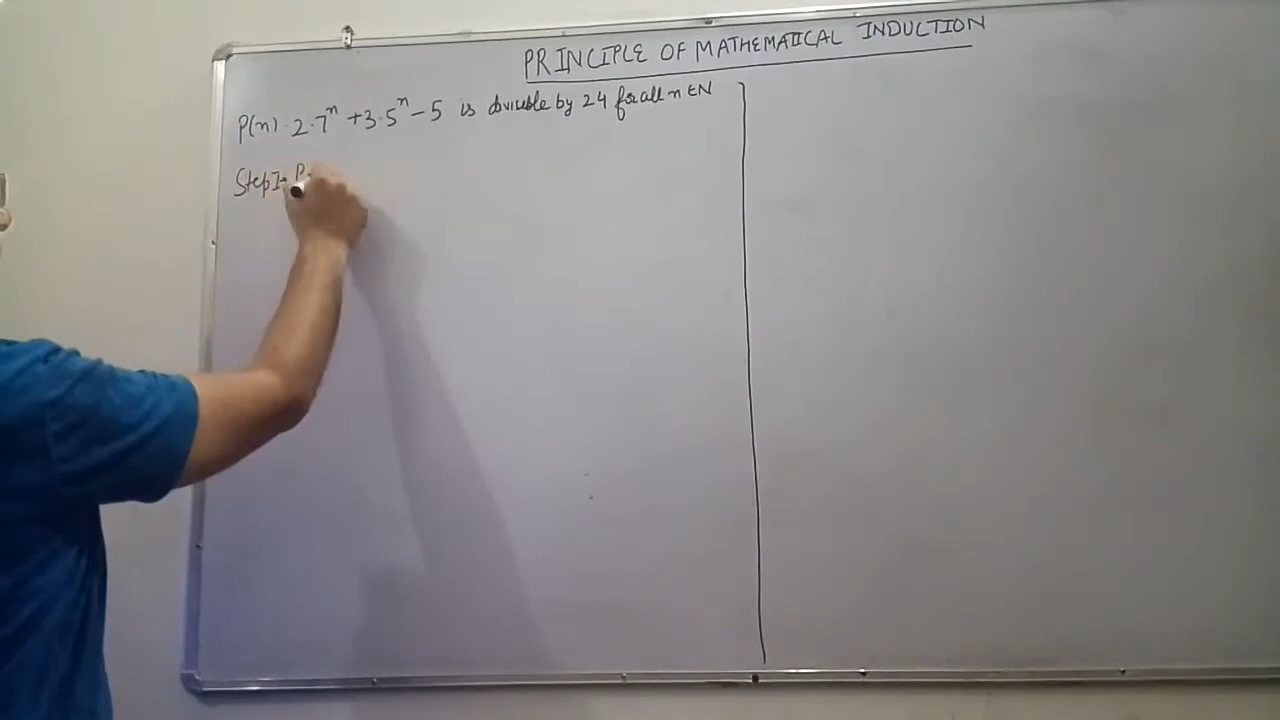 PRINCIPLE OF MATHEMATICAL INDUCTION
P(n). 2.7ⁿ + 3.5ⁿ - 5 is divisible by 24 for all n ∈ N
Step I- P